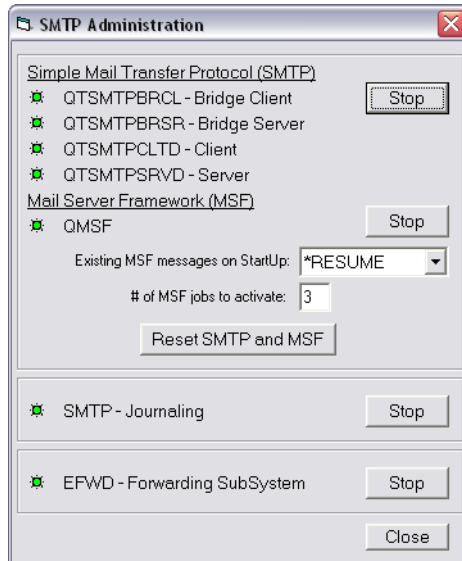 SMTP Administration
Simple Mail Transfer Protocol (SMTP)
QTSMTPBRCL - Bridge Client
Stop
QTSMTPBRSR - Bridge Server
QTSMTPCLTD - Client
QTSMTPSRVD - Server
Mail Server Framework (MSF)
QMSF
Stop
Existing MSF messages on StartUp: *RESUME
# of MSF jobs to activate: 3
Reset SMTP and MSF
SMTP - Journaling
Stop
EFWD - Forwarding SubSystem
Stop
Close